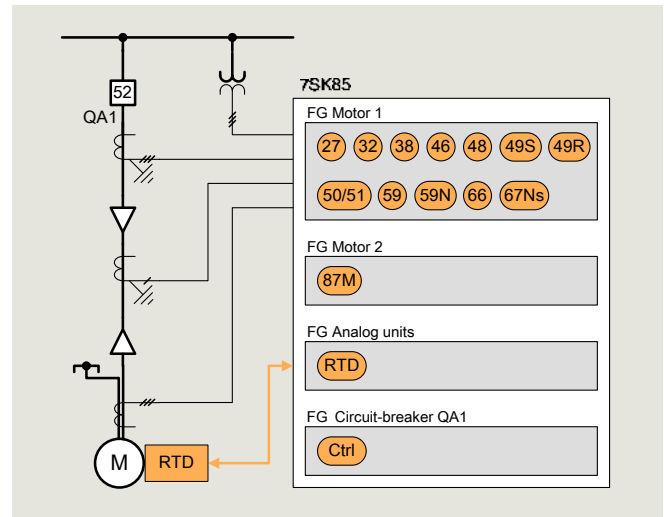 52
QA1
7SK85
FG Motor 1
27 32 38 46 48 49S 49R
50/51 59 59N 66 67Ns
FG Motor 2
87M
FG Analog units
RTD
FG Circuit-breaker QA1
Ctrl
M RTD